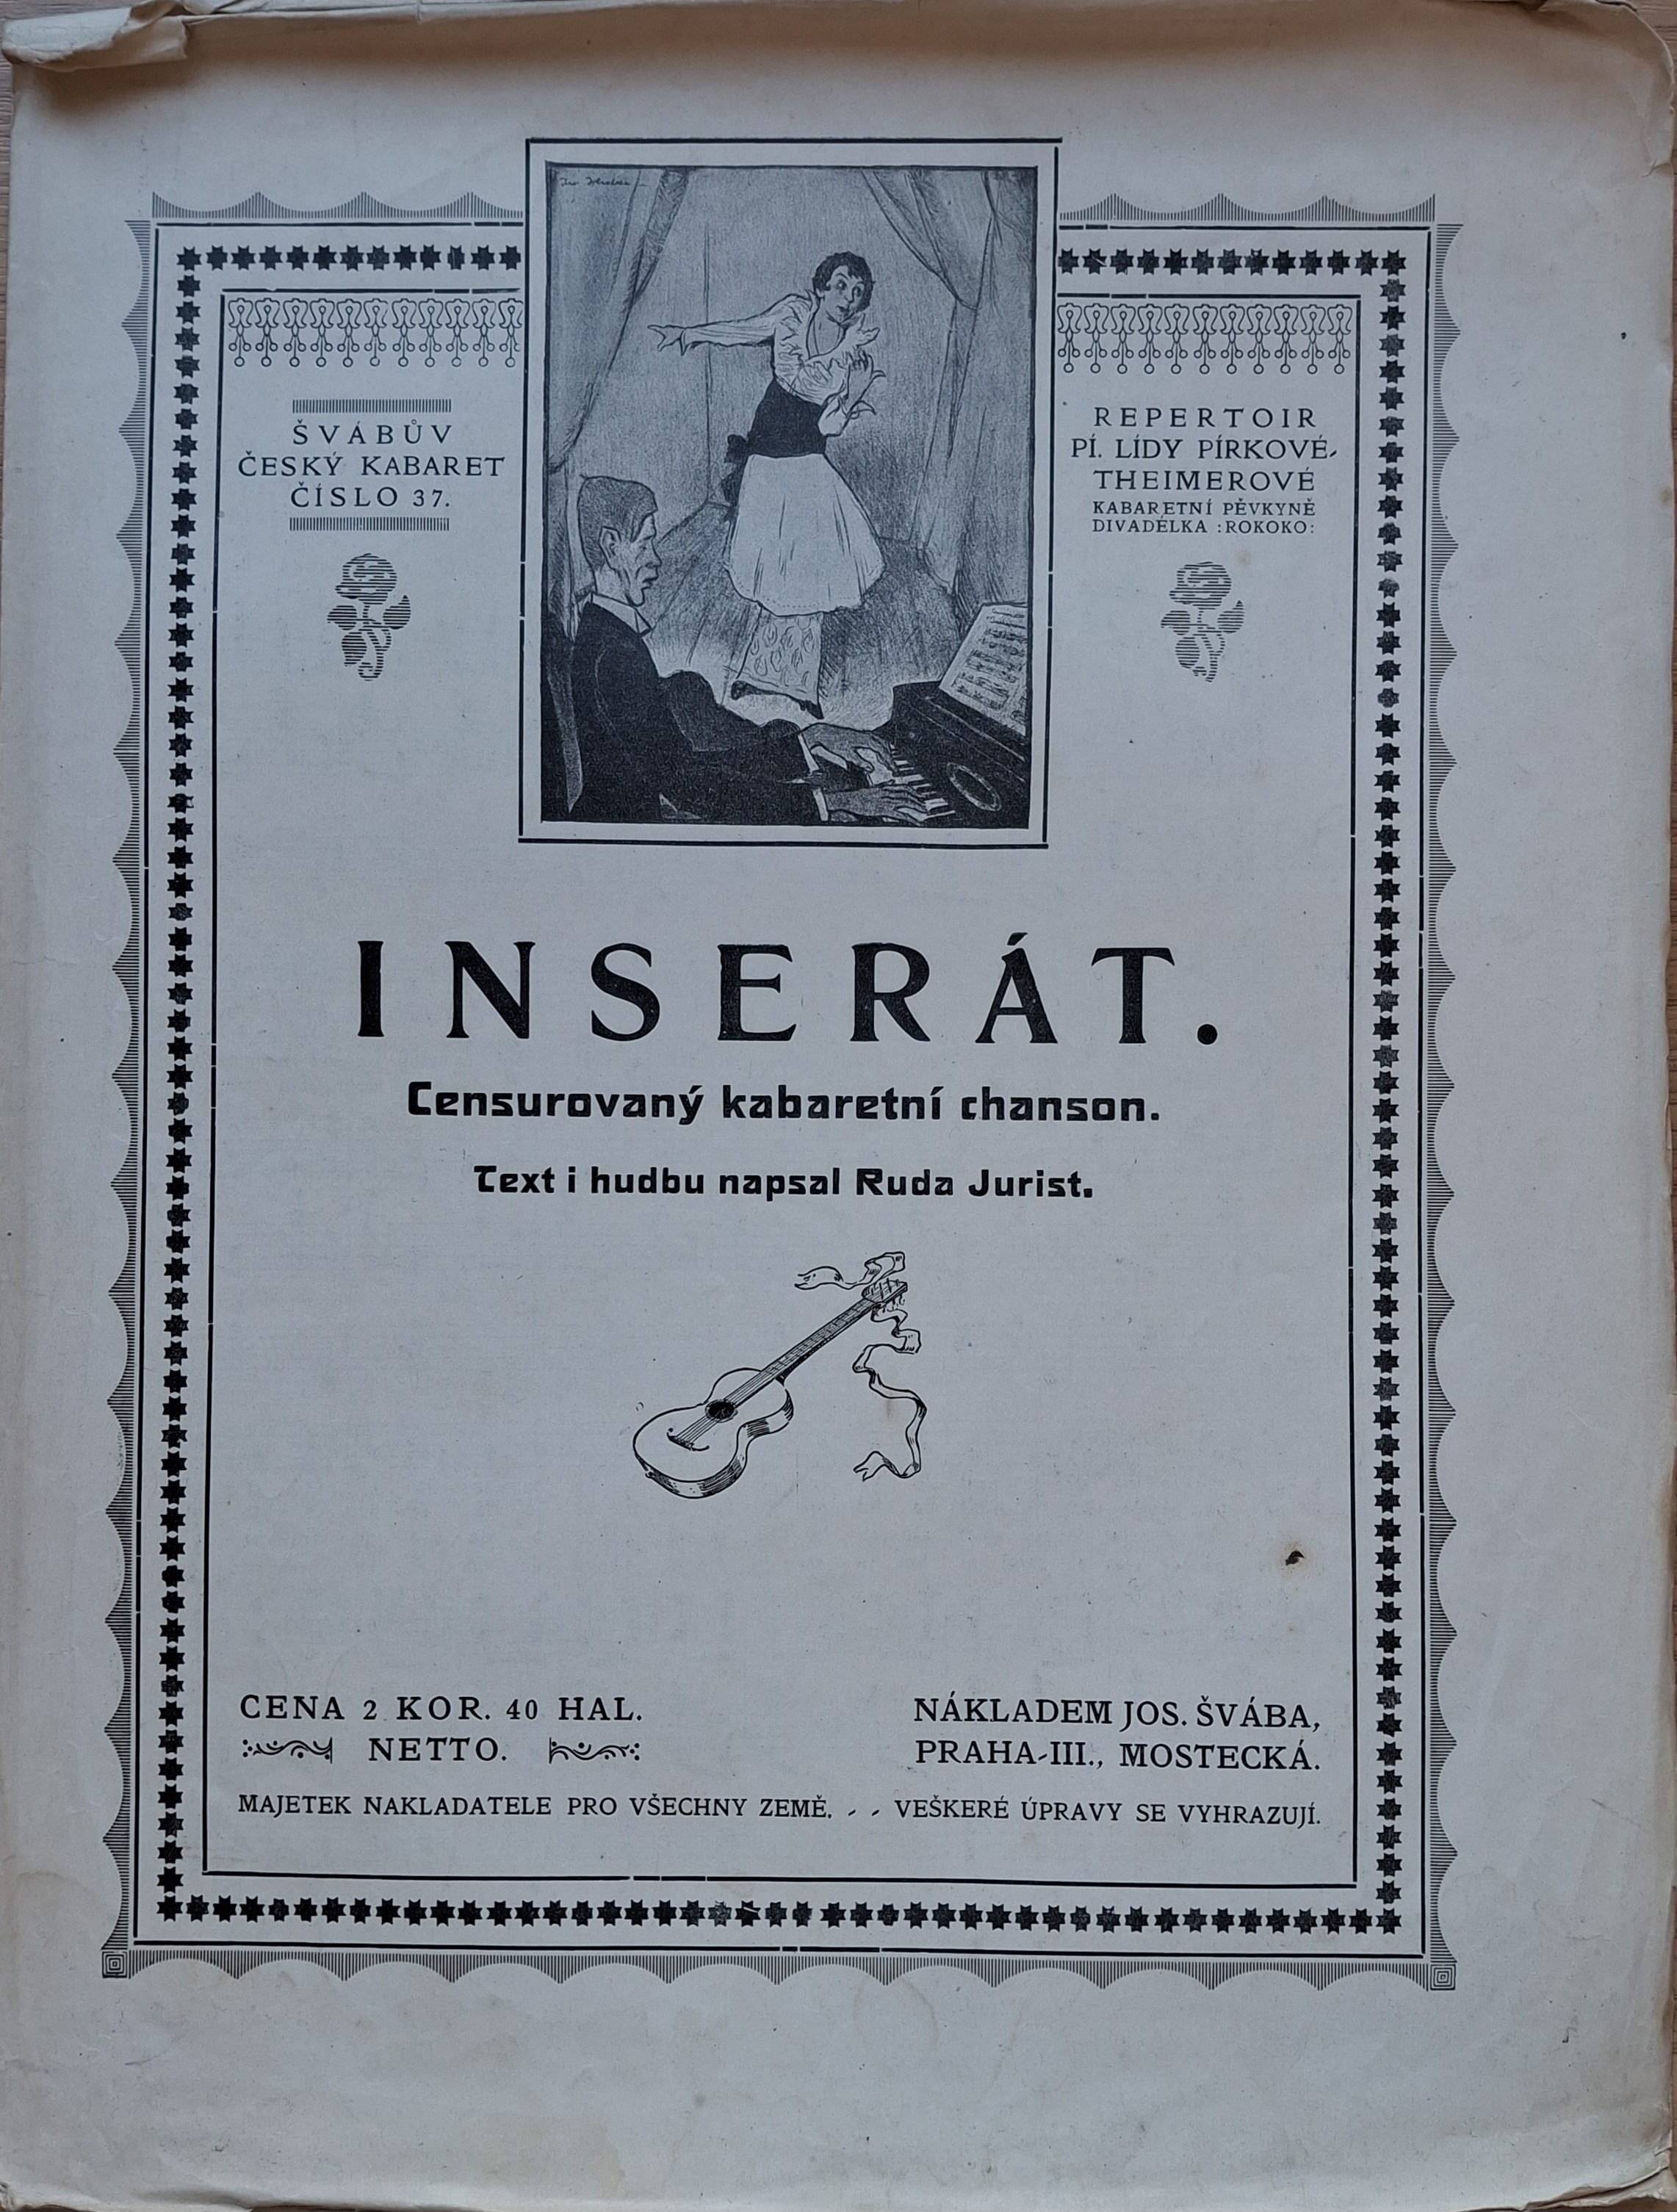 ŠVÁBŮV
ČESKÝ KABARET
ČÍSLO 37.
REPERTOIR
PÍ. LÍDY PÍRKOVÉ-
THEIMEROVÉ
KABARETNÍ PĚVKYNĚ
DIVADÉLKA :ROKOKO:
INSERÁT.
Censurovaný kabaretní chanson.
Text i hudbu napsal Ruda Jurist.
CENA 2 KOR. 40 HAL.
NETTO.
NÁKLADEM JOS. ŠVÁBA,
PRAHA-III., MOSTECKÁ.
MAJETEK NAKLADATELE PRO VŠECHNY ZEMĚ. - - VEŠKERÉ ÚPRAVY SE VYHRAZUJÍ.